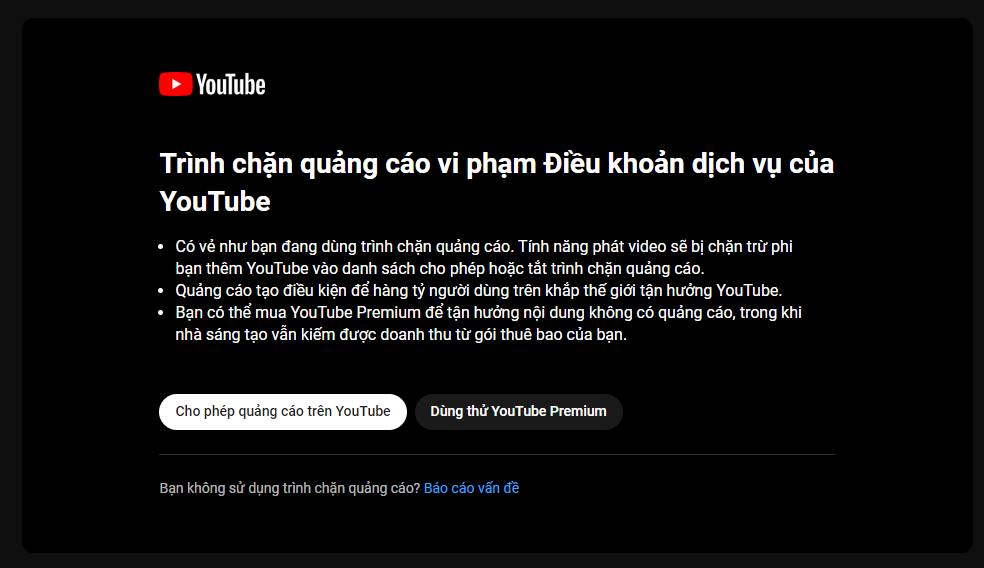 YouTube
Trình chặn quảng cáo vi phạm Điều khoản dịch vụ của
YouTube
• Có vẻ như bạn đang dùng trình chặn quảng cáo. Tính năng phát video sẽ bị chặn trừ phi
bạn thêm YouTube vào danh sách cho phép hoặc tắt trình chặn quảng cáo.
• Quảng cáo tạo điều kiện để hàng tỷ người dùng trên khắp thế giới tận hưởng YouTube.
• Bạn có thể mua YouTube Premium để tận hưởng nội dung không có quảng cáo, trong khi
nhà sáng tạo vẫn kiếm được doanh thu từ gói thuê bao của bạn.
Cho phép quảng cáo trên YouTube
Dùng thử YouTube Premium
Bạn không sử dụng trình chặn quảng cáo? Báo cáo vấn đề